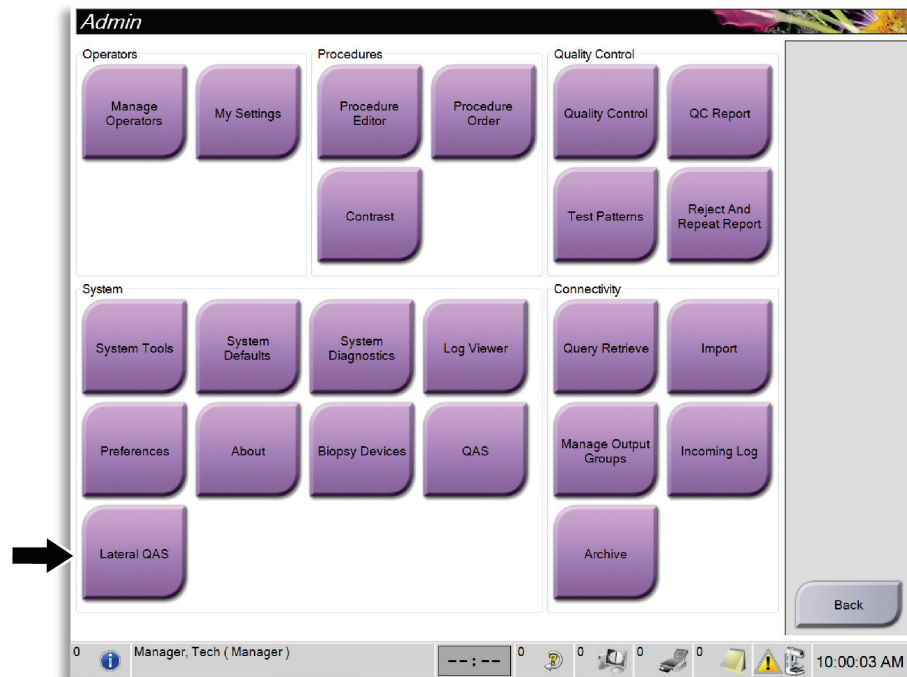 Admin
Operators
Manage
Operators
My Settings
Procedures
Procedure
Editor
Procedure
Order
Contrast
Quality Control
Quality Control
QC Report
Test Patterns
Reject And
Repeat Report
System
System Tools
System
Defaults
System
Diagnostics
Log Viewer
Preferences
About
Biopsy Devices
QAS
Lateral QAS
Connectivity
Query Retrieve
Import
Manage Output
Groups
Incoming Log
Archive
Back
0
Manager, Tech ( Manager )
--:--
0
0
0
0
10:00:03 AM